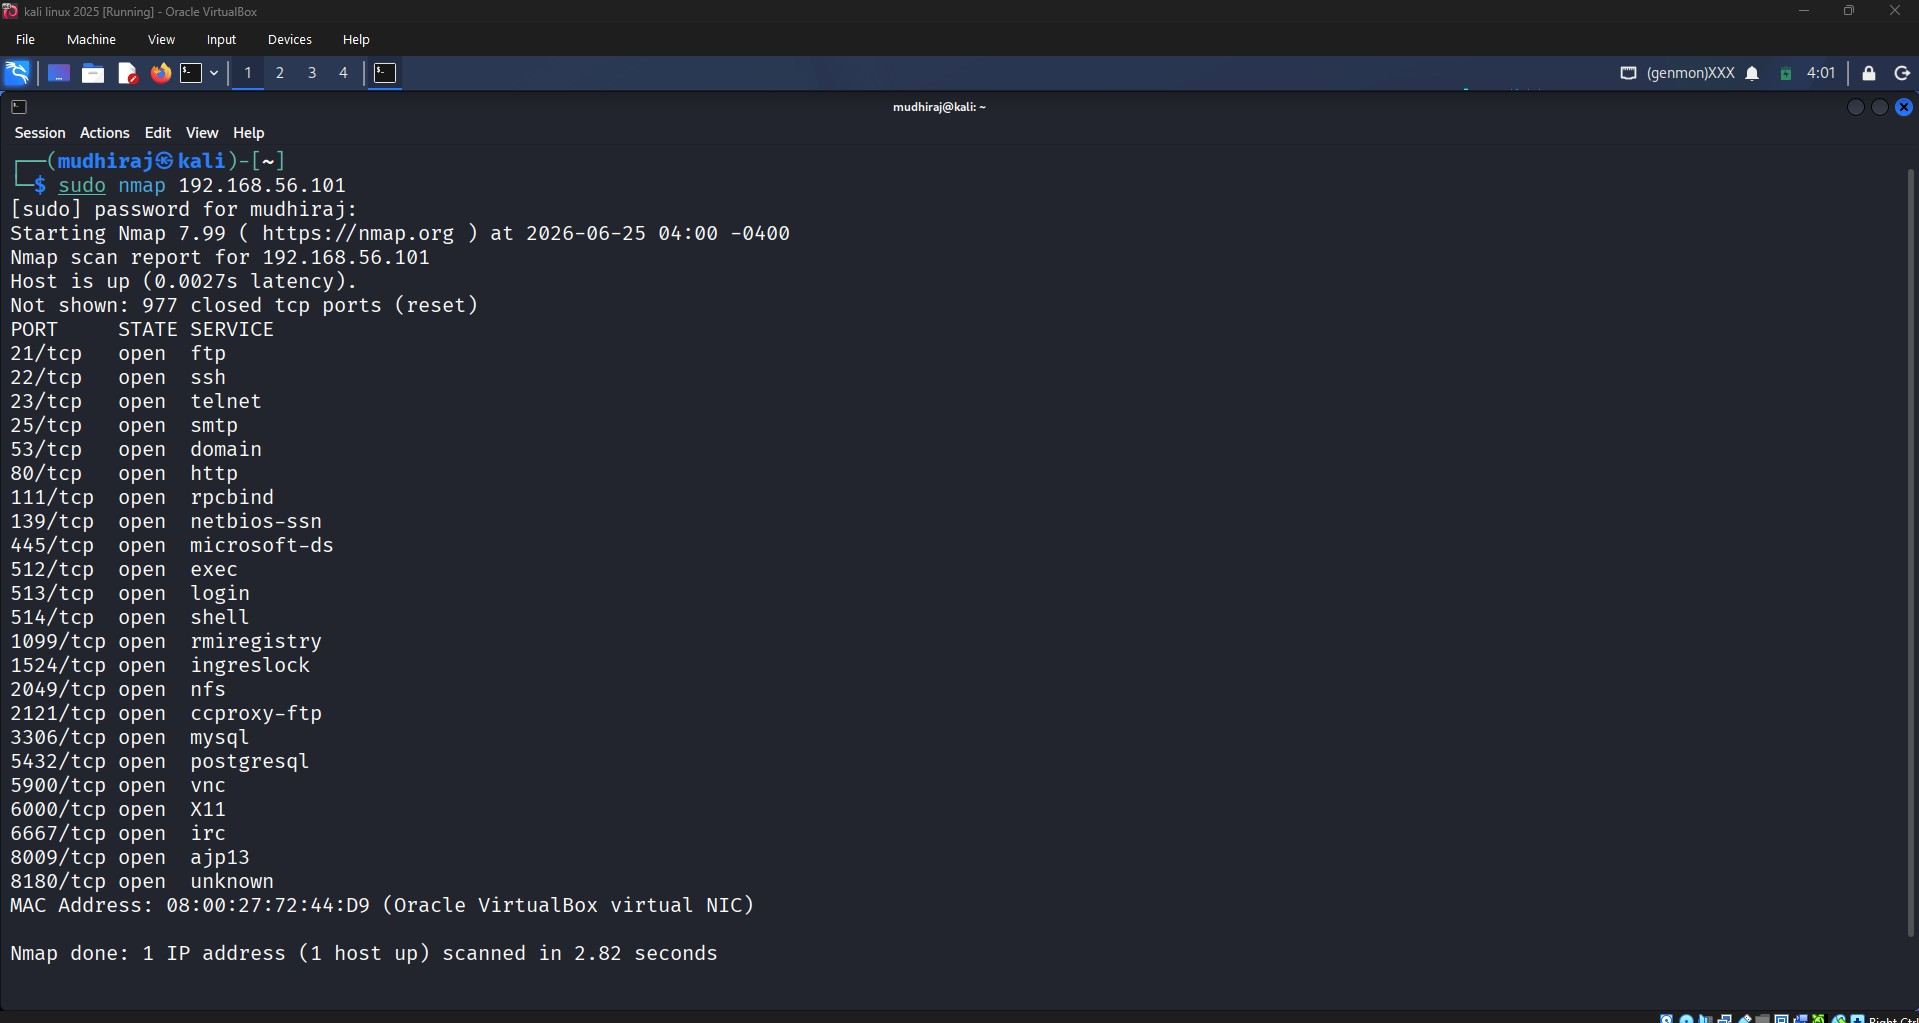 kali linux 2025 [Running] - Oracle VirtualBox
File Machine View Input Devices Help
1 2 3 4 (genmon)XXX 4:01
mudhiraj@kali: ~
Session Actions Edit View Help
┌──(mudhiraj㉿kali)-[~]
└─$ sudo nmap 192.168.56.101
[sudo] password for mudhiraj:
Starting Nmap 7.99 ( https://nmap.org ) at 2026-06-25 04:00 -0400
Nmap scan report for 192.168.56.101
Host is up (0.0027s latency).
Not shown: 977 closed tcp ports (reset)
PORT     STATE SERVICE
21/tcp   open  ftp
22/tcp   open  ssh
23/tcp   open  telnet
25/tcp   open  smtp
53/tcp   open  domain
80/tcp   open  http
111/tcp  open  rpcbind
139/tcp  open  netbios-ssn
445/tcp  open  microsoft-ds
512/tcp  open  exec
513/tcp  open  login
514/tcp  open  shell
1099/tcp open  rmiregistry
1524/tcp open  ingreslock
2049/tcp open  nfs
2121/tcp open  ccproxy-ftp
3306/tcp open  mysql
5432/tcp open  postgresql
5900/tcp open  vnc
6000/tcp open  X11
6667/tcp open  irc
8009/tcp open  ajp13
8180/tcp open  unknown
MAC Address: 08:00:27:72:44:D9 (Oracle VirtualBox virtual NIC)
Nmap done: 1 IP address (1 host up) scanned in 2.82 seconds
Right Ctrl